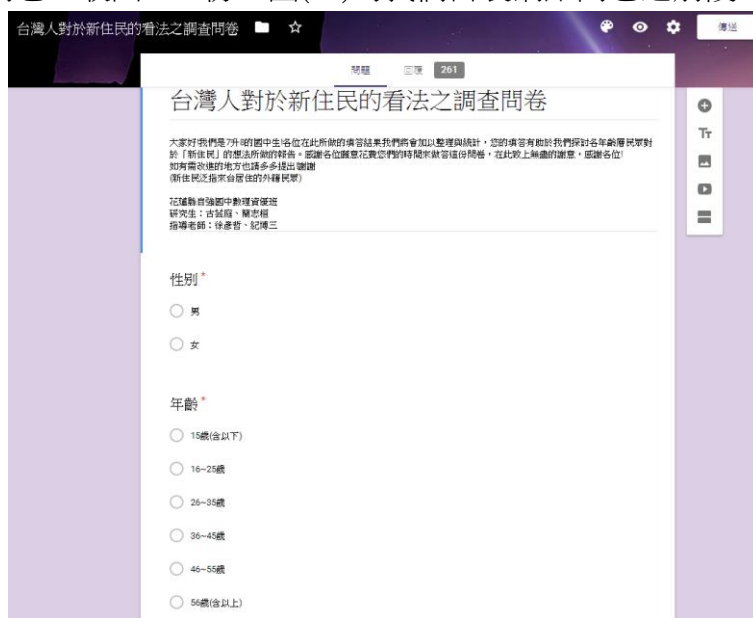 台灣人對於新住民的看法之調查問卷
傳送
問題
回覆 261
台灣人對於新住民的看法之調查問卷
大家好!我們是7升8的國中生!各位在此所做的填答結果我們將會加以整理與統計,您的填答有助於我們探討各年齡層民眾對
於「新住民」的想法所做的報告。感謝各位願意花費您們的時間來做答這份問卷,在此致上無盡的謝意,感謝各位!
如有需改進的地方也請多多提出!謝謝
(新住民泛指來台居住的外籍民眾)
花蓮縣自強國中數理資優班
指導老師:徐彥哲、紀博三
性別*
男
女
年齡*
15歲(含以下)
16~25歲
26~35歲
36~45歲
46~55歲
56歲(含以上)